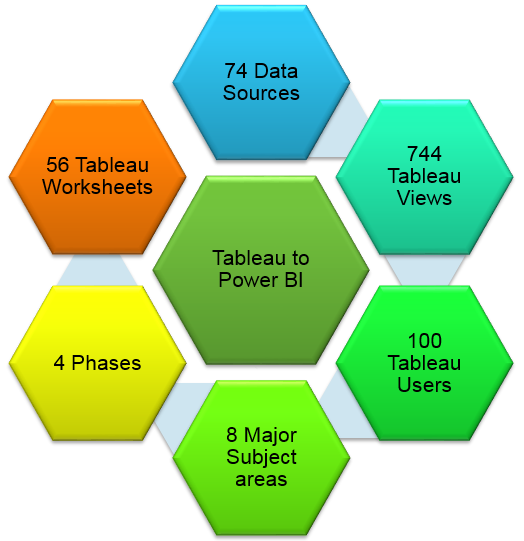 74 Data
Sources
744
Tableau
Views
100
Tableau
Users
8 Major
Subject
areas
4 Phases
56 Tableau
Worksheets
Tableau to
Power BI